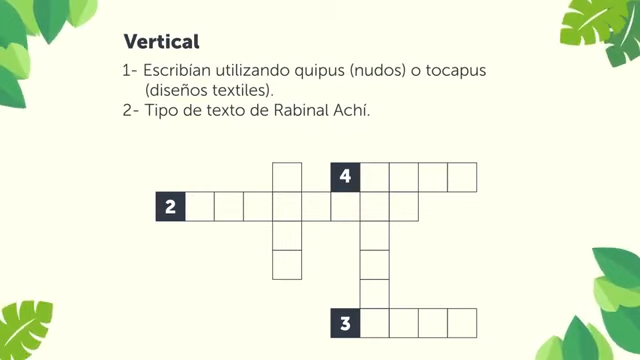 Vertical
1- Escribían utilizando quipus (nudos) o tocapus
(diseños textiles).
2- Tipo de texto de Rabinal Achí.
4
2
3